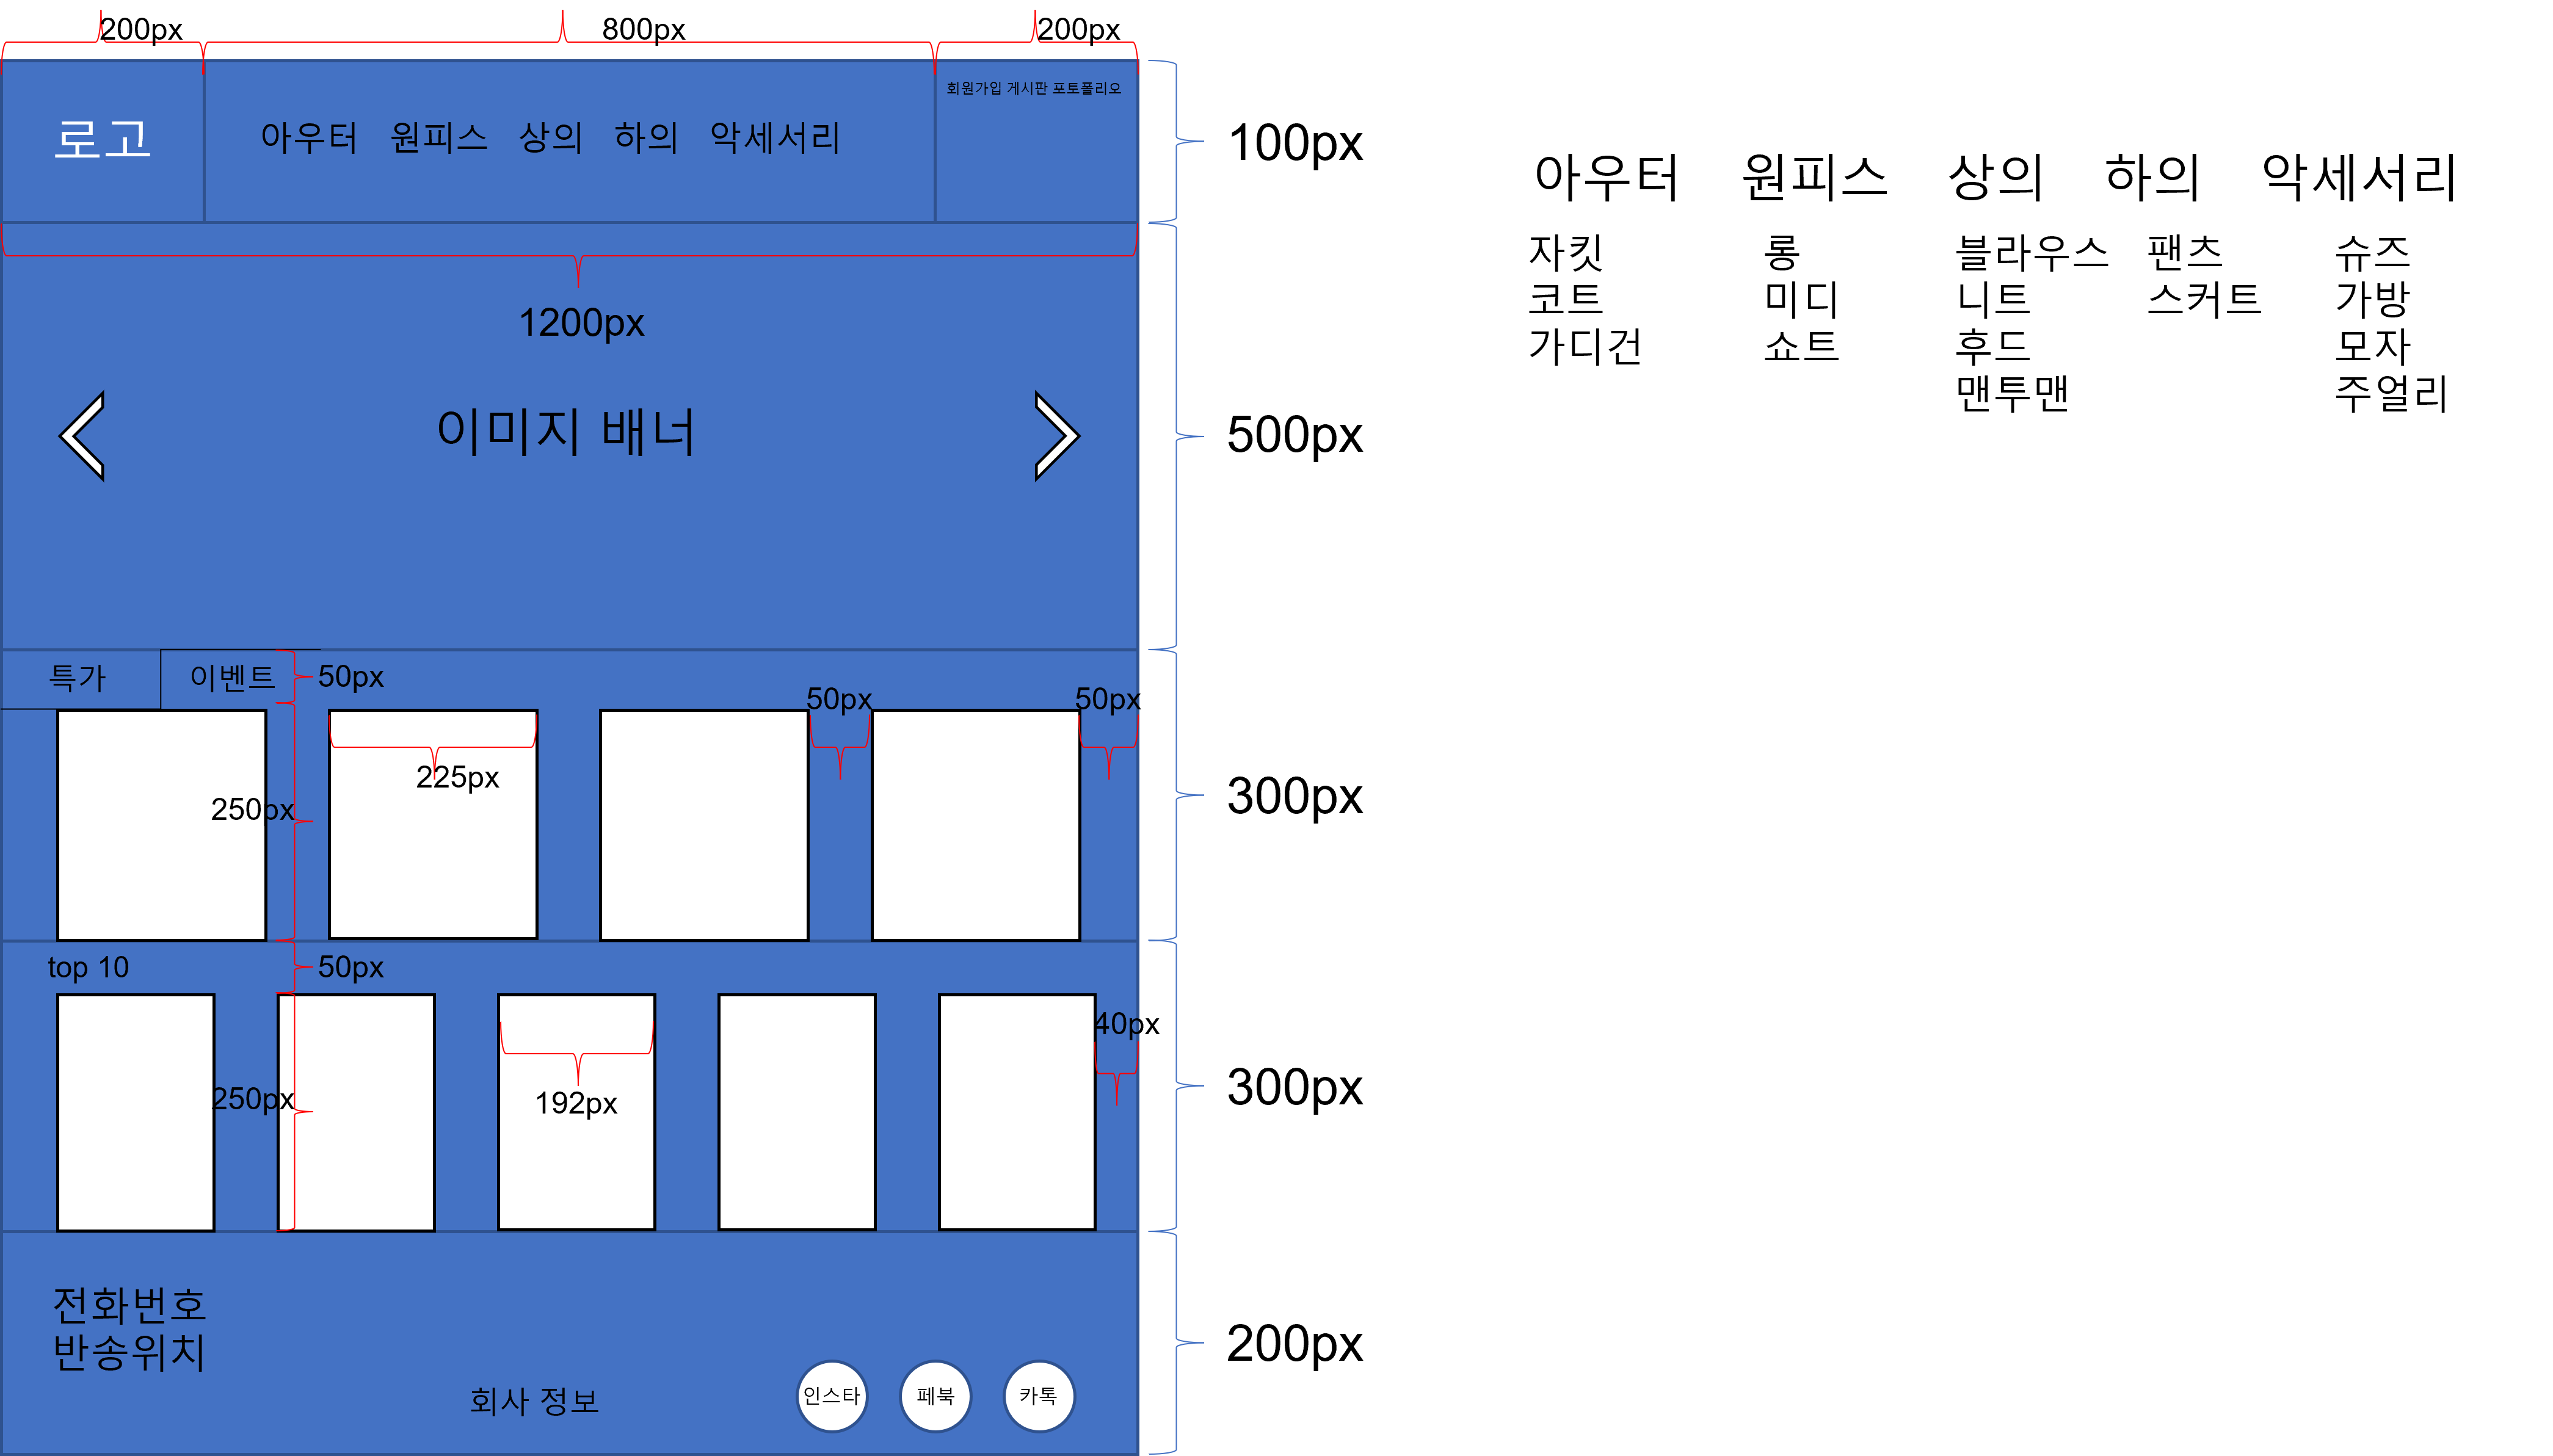 200px
800px
200px
회원가입 게시판 포토폴리오
로고
아우터 원피스 상의 하의 악세서리
100px
1200px
이미지 배너
500px
특가
이벤트
50px
50px
50px
225px
250px
300px
top 10
50px
40px
250px
192px
300px
전화번호
반송위치
회사 정보
인스타
페북
카톡
200px
아우터 원피스 상의 하의 악세서리
자킷
코트
가디건
롱
미디
쇼트
블라우스
니트
후드
맨투맨
팬츠
스커트
슈즈
가방
모자
주얼리